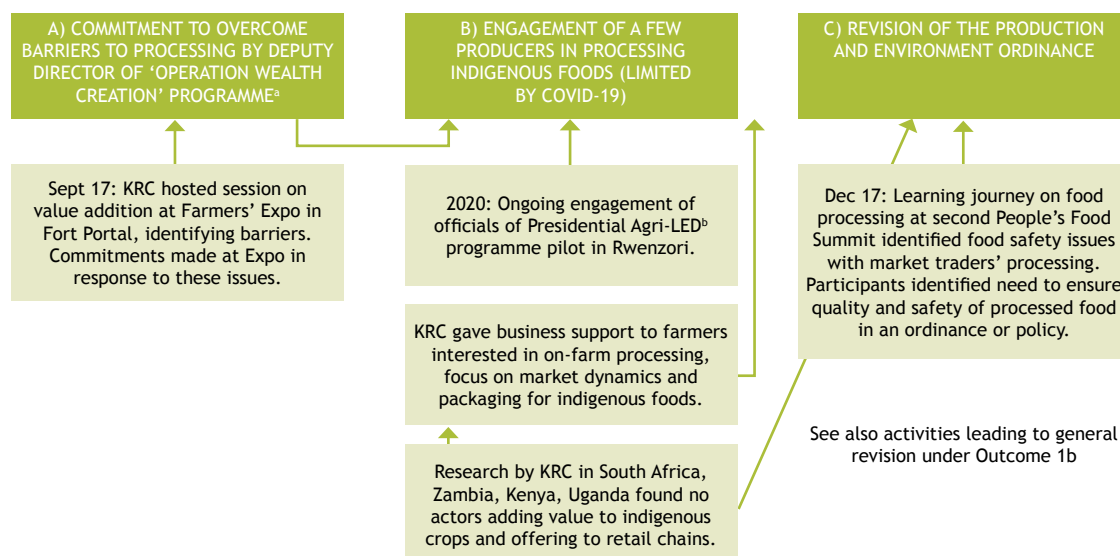 A) COMMITMENT TO OVERCOME
BARRIERS TO PROCESSING BY DEPUTY
DIRECTOR OF ‘OPERATION WEALTH
CREATION’ PROGRAMMEᵃ
Sept 17: KRC hosted session on
value addition at Farmers’ Expo in
Fort Portal, identifying barriers.
Commitments made at Expo in
response to these issues.
B) ENGAGEMENT OF A FEW
PRODUCERS IN PROCESSING
INDIGENOUS FOODS (LIMITED
BY COVID-19)
2020: Ongoing engagement of
officials of Presidential Agri-LEDᵇ
programme pilot in Rwenzori.
KRC gave business support to farmers
interested in on-farm processing,
focus on market dynamics and
packaging for indigenous foods.
Research by KRC in South Africa,
Zambia, Kenya, Uganda found no
actors adding value to indigenous
crops and offering to retail chains.
C) REVISION OF THE PRODUCTION
AND ENVIRONMENT ORDINANCE
Dec 17: Learning journey on food
processing at second People’s Food
Summit identified food safety issues
with market traders’ processing.
Participants identified need to ensure
quality and safety of processed food
in an ordinance or policy.
See also activities leading to general
revision under Outcome 1b